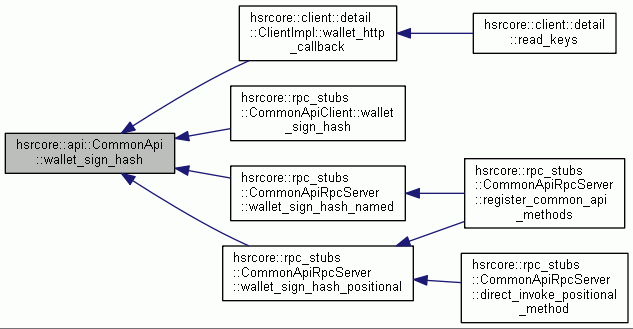 hsrcore::client::detail
::ClientImpl::wallet_http
_callback
hsrcore::client::detail
::read_keys
hsrcore::rpc_stubs
::CommonApiClient::wallet
_sign_hash
hsrcore::api::CommonApi
::wallet_sign_hash
hsrcore::rpc_stubs
::CommonApiRpcServer
::wallet_sign_hash_named
hsrcore::rpc_stubs
::CommonApiRpcServer
::register_common_api
_methods
hsrcore::rpc_stubs
::CommonApiRpcServer
::wallet_sign_hash_positional
hsrcore::rpc_stubs
::CommonApiRpcServer
::direct_invoke_positional
_method